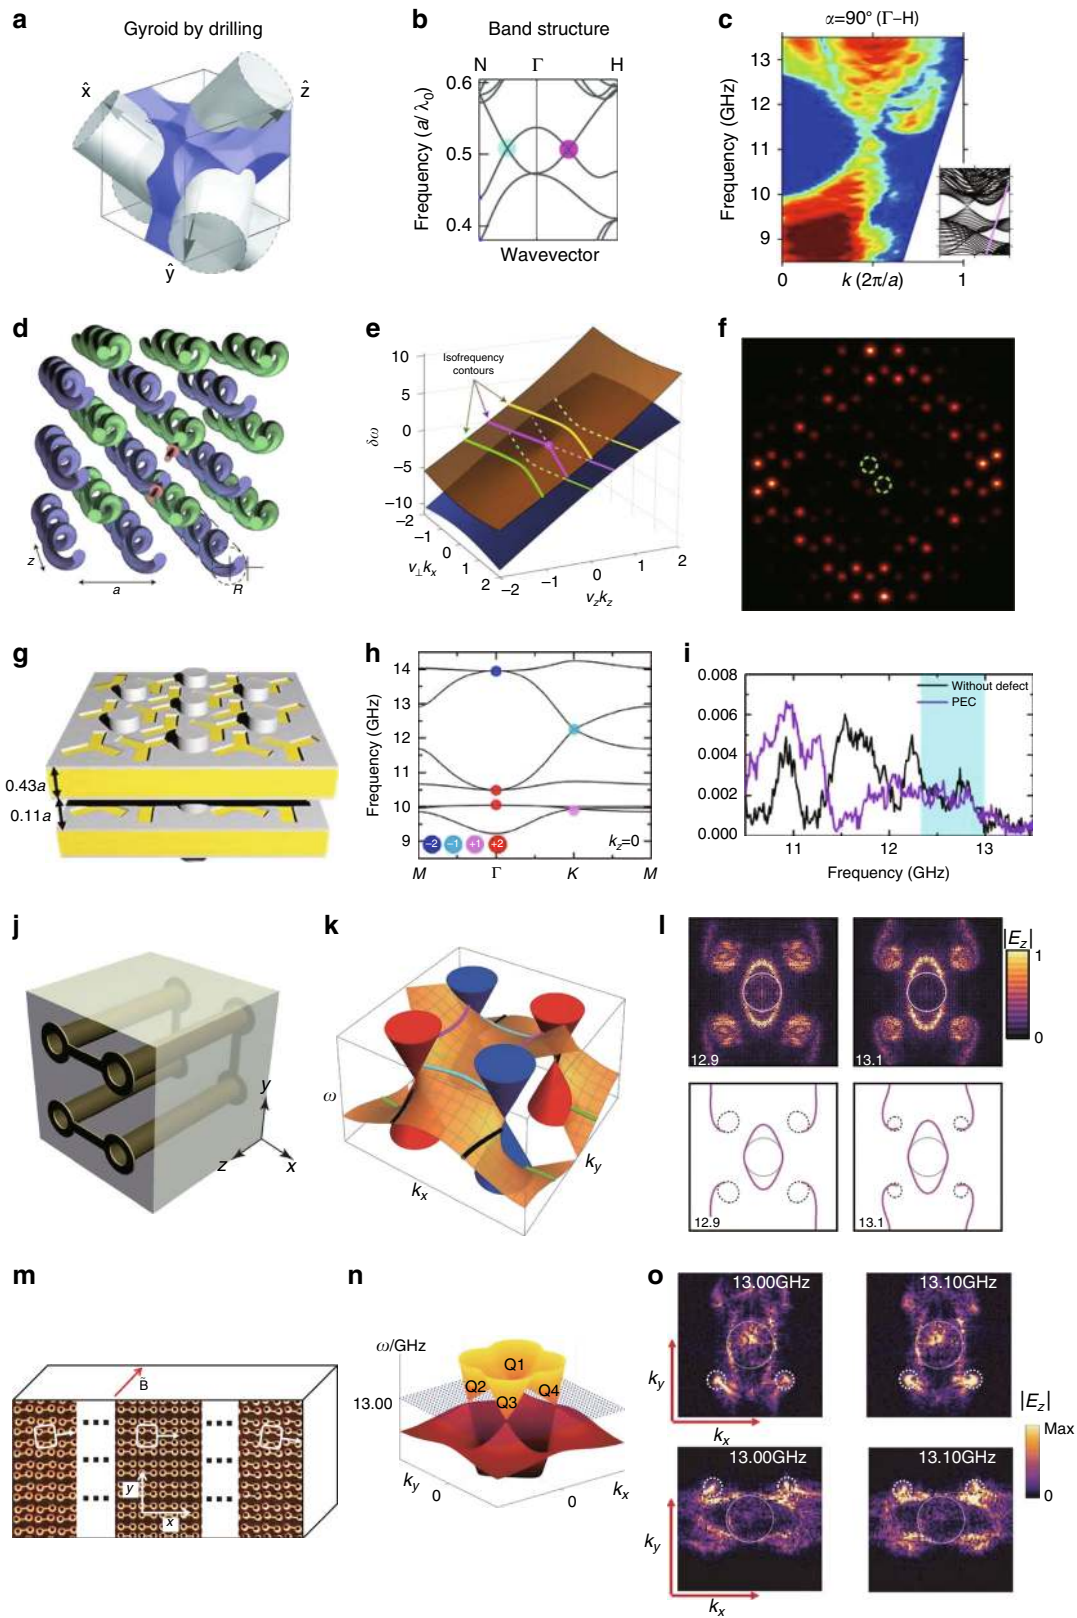 a
Gyroid by drilling
x̂
ẑ
ŷ
b
Band structure
N Γ H
0.6
0.5
0.4
Frequency (a/λ0)
Wavevector
c
α=90° (Γ–H)
13
12
11
10
9
Frequency (GHz)
0 k (2π/a) 1
d
z
a
R
e
Isofrequency
contours
10
5
0
−5
−10
δω
−2
−1
0
1
2
v⊥kx
−2
−1
0
1
2
vzkz
f
g
0.43a
0.11a
h
14
13
12
11
10
9
Frequency (GHz)
−2 −1 +1 +2
kz=0
M Γ K M
i
0.008
0.006
0.004
0.002
0.000
Without defect
PEC
11 12 13
Frequency (GHz)
j
y
z
x
k
ω
kx
ky
l
12.9
13.1
|Ez|
1
0
12.9
13.1
m
B
y
x
n
ω/GHz
13.00
Q1
Q2
Q3
Q4
ky
0
0
kx
o
13.00GHz
13.10GHz
ky
kx
13.00GHz
13.10GHz
ky
kx
|Ez|
Max
0